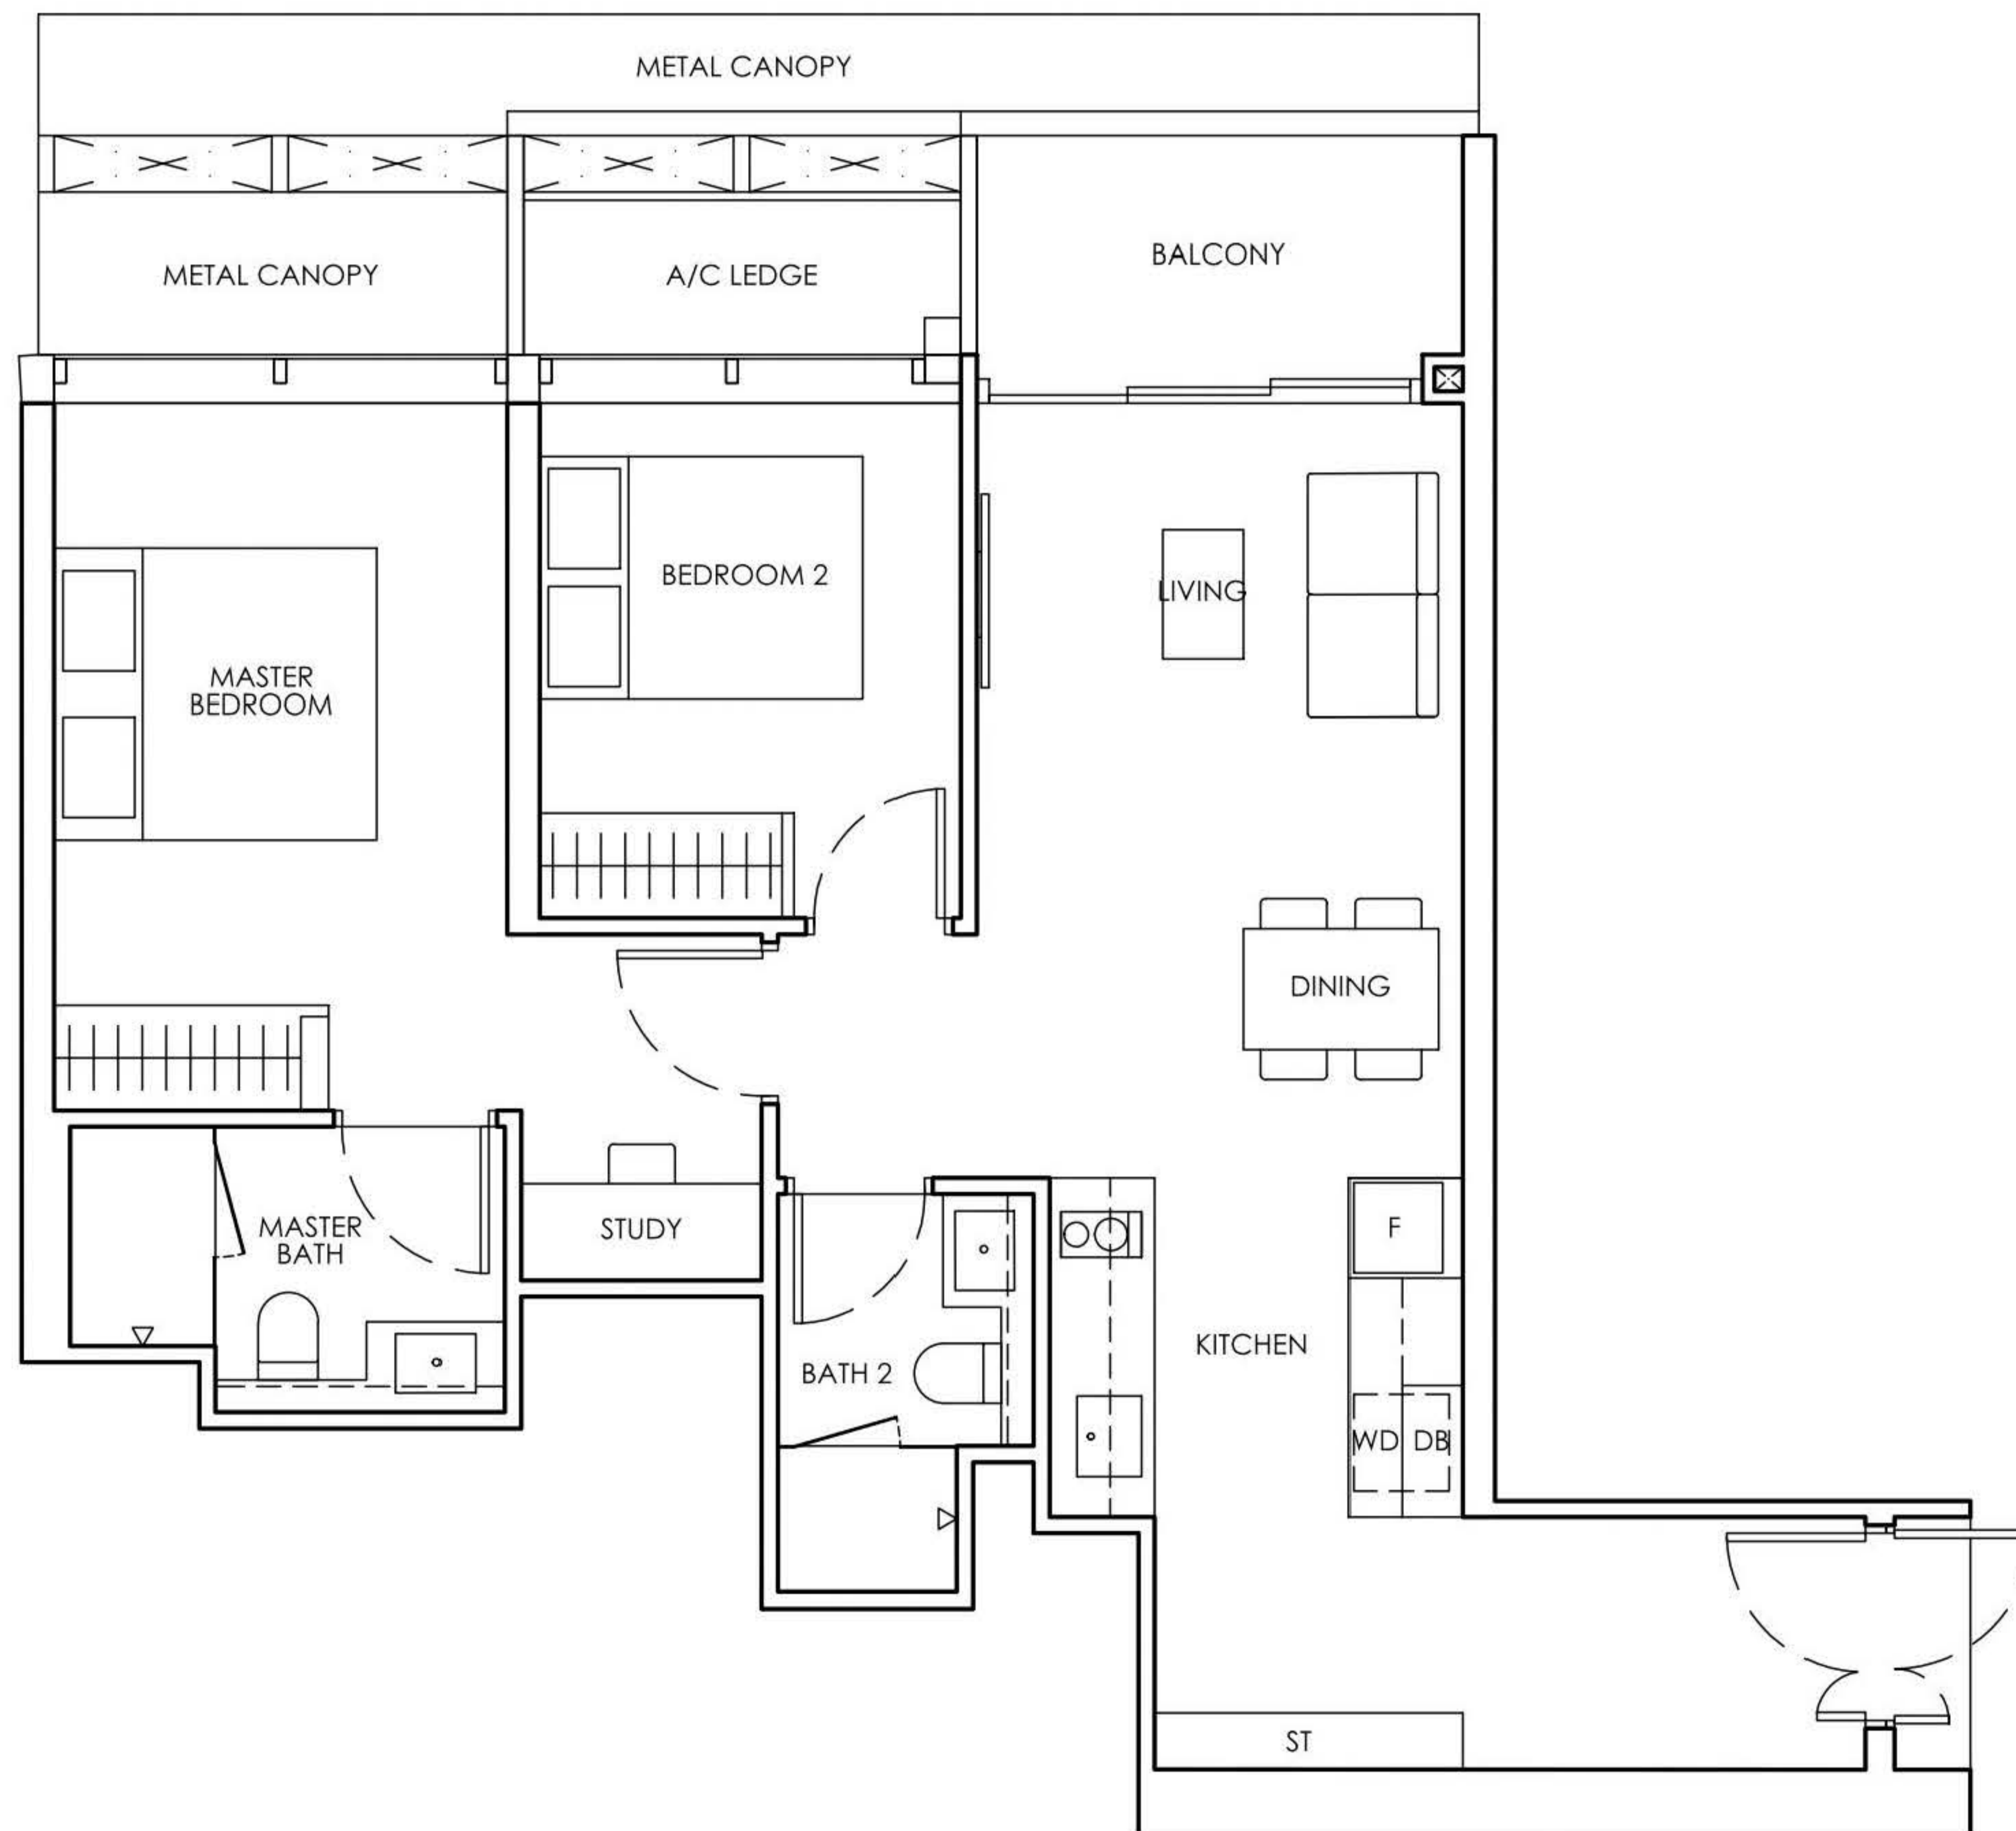 METAL CANOPY
METAL CANOPY
A/C LEDGE
BALCONY
BEDROOM 2
LIVING
MASTER
BEDROOM
DINING
MASTER
BATH
STUDY
F
KITCHEN
BATH 2
WD DB
ST